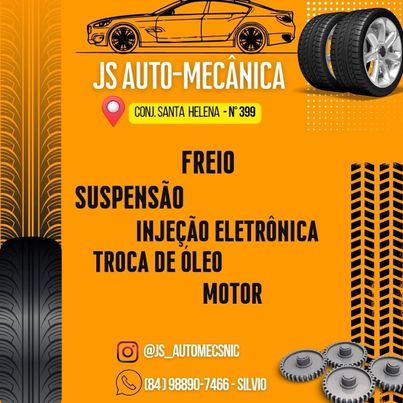 JS AUTO-MECÂNICA
CONJ. SANTA HELENA - N° 399
FREIO
SUSPENSÃO
INJEÇÃO ELETRÔNICA
TROCA DE ÓLEO
MOTOR
@JS_AUTOMECSNIC
(84) 98890-7466 - SILVIO